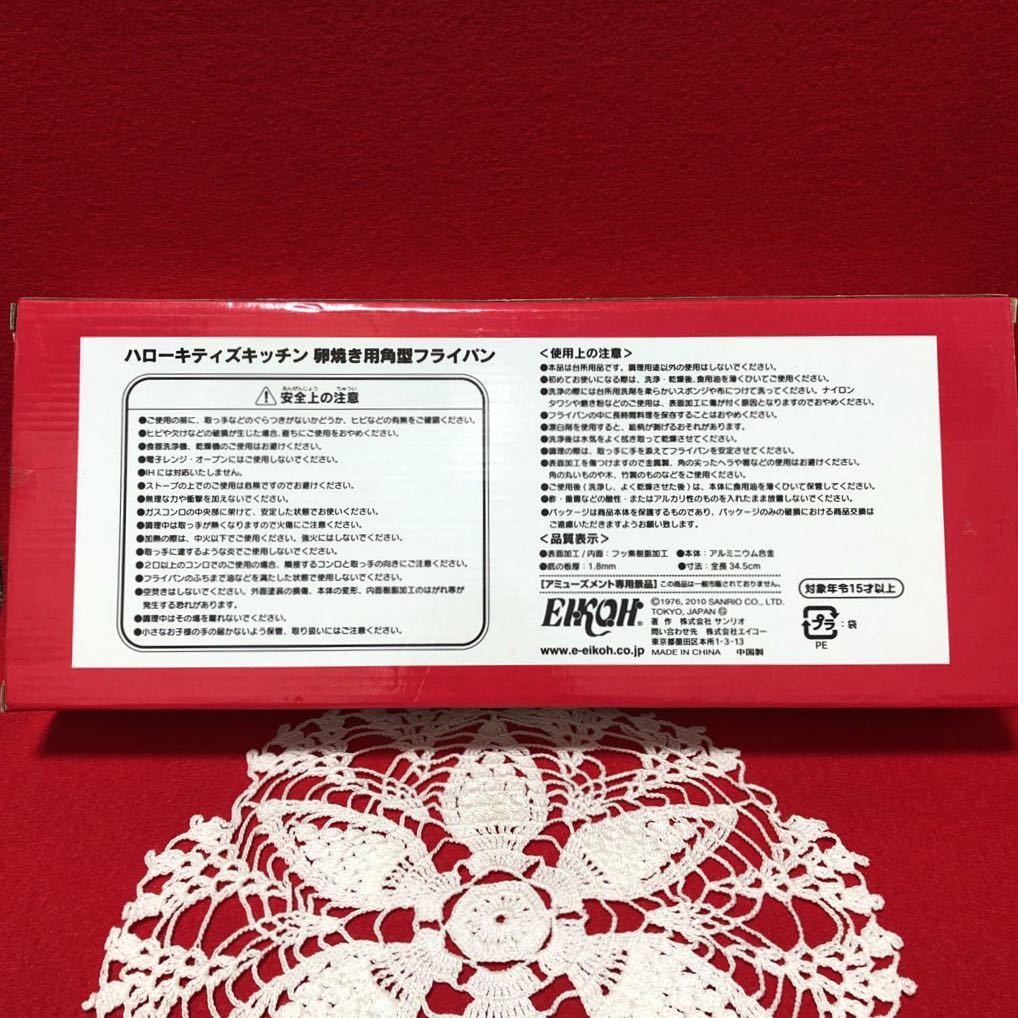 ハローキティズキッチン 卵焼き用角型フライパン
あんぜんじょう ちゅうい
安全上の注意
●ご使用の前に、取っ手などのぐらつきがないかどうか、ヒビなどの有無をご確認ください。
●ヒビや欠けなどの破損が生じた場合、直ちにご使用をおやめください。
●食器洗浄機、乾燥機のご使用はお避けください。
●電子レンジ・オーブンにはご使用しないでください。
●IHには対応いたしません。
●ストーブの上でのご使用は危険ですのでお避けください。
●無理な力や衝撃を加えないでください。
●ガスコンロの中央部に架けて、安定した状態でお使いください。
●調理中は取っ手が熱くなりますので火傷にご注意ください。
●加熱の際は、中火以下でご使用ください。強火にはしないでください。
●取っ手に達するような炎でご使用しないでください。
●2口以上のコンロでのご使用の場合、隣接するコンロと取っ手の向きにご注意ください。
●フライパンのふちまで油などを満たした状態で使用しないでください。
●空焚きはしないでください。外面塗装の損傷、本体の変形、内面樹脂加工のはがれ等が
発生する恐れがあります。
●調理中はその場を離れないでください。
●小さなお子様の手の届かないよう保管、取り扱いにはご注意ください。
＜使用上の注意＞
●本品は台所用品です。調理用途以外の使用はしないでください。
●初めてお使いになる際は、洗浄・乾燥後、食用油を薄くひいてご使用ください。
●洗浄の際には台所用洗剤を柔らかいスポンジや布につけて洗ってください。ナイロン
タワシや磨き粉などのご使用は、表面加工に傷が付く原因となりますのでおやめください。
●フライパンの中に長時間料理を保存することはおやめください。
●漂白剤を使用すると、絵柄が剥げるおそれがあります。
●洗浄後は水気をよく拭き取って乾燥させてください。
●調理の際は、取っ手に手を添えてフライパンを安定させてください。
●表面加工を傷つけますので金属製、角の尖ったヘラや箸などの使用はおやめください。
角の丸いものや木、竹製のものなどをご使用ください。
●ご使用後（洗浄し、よく乾燥させた後）は、本体に食用油を薄くひいて保管してください。
●酢・重曹などの酸性・またはアルカリ性のものを入れたまま放置しないでください。
●パッケージは商品本体を保護するものであり、パッケージのみの破損における商品交換は
ご遠慮いただきますようお願い致します。
＜品質表示＞
●表面加工/内面：フッ素樹脂加工 ●本体：アルミニウム合金
●底の板厚：1.8mm ●寸法：全長 34.5cm
【アミューズメント専用景品】この商品は一般市販されておりません。
対象年令15才以上
EIKOH®
©1976, 2010 SANRIO CO., LTD.
TOKYO, JAPAN Ⓖ
著 作 株式会社 サンリオ
問い合わせ先 株式会社エイコー
東京都墨田区本所1-3-13
www.e-eikoh.co.jp MADE IN CHINA 中国製
プラ：袋
PE